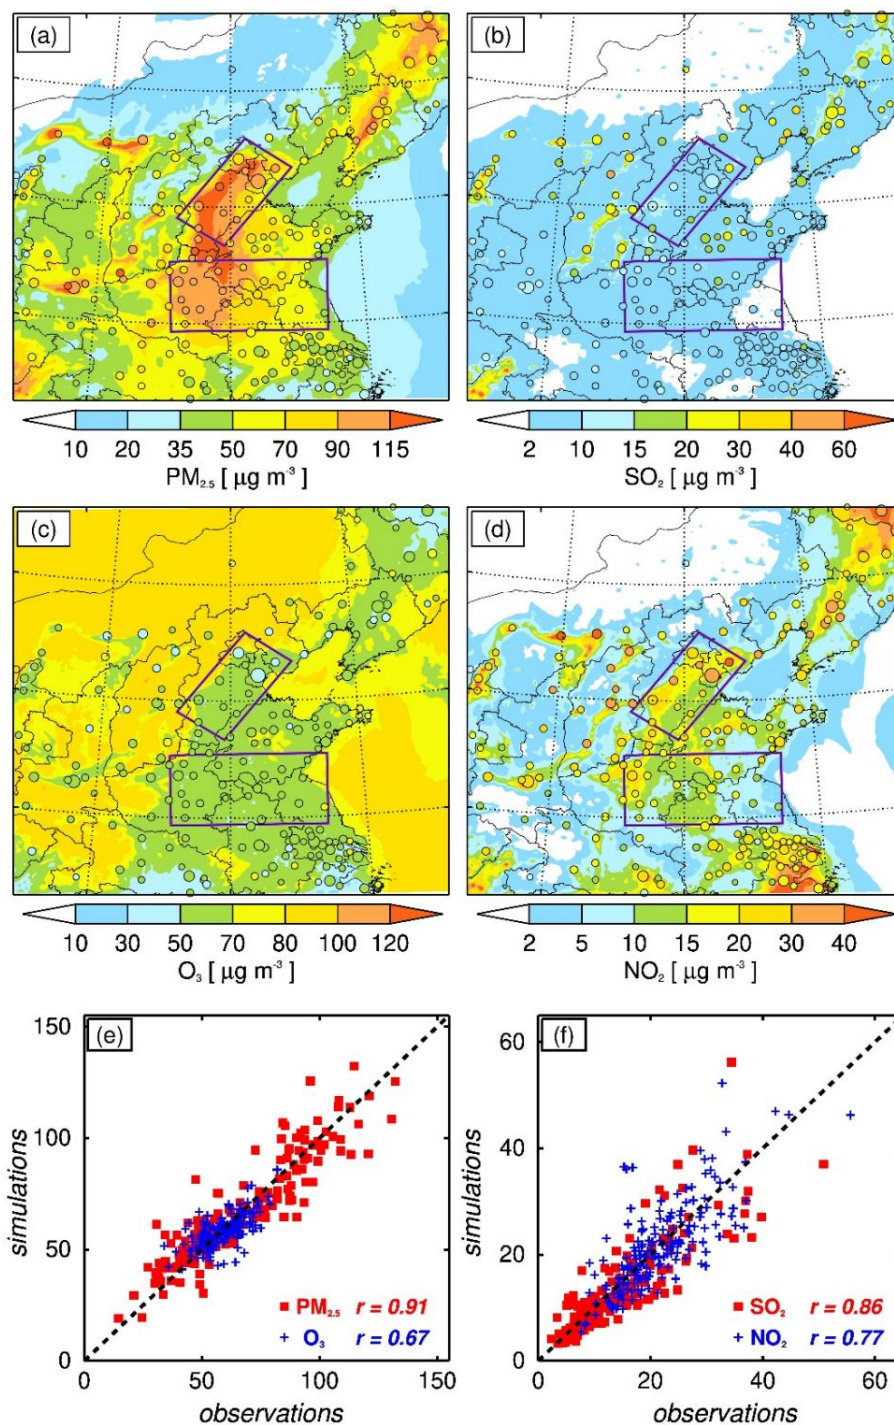 (a)
(b)
10 20 35 50 70 90 115
PM₂.₅ [ µg m⁻³ ]
2 10 15 20 30 40 60
SO₂ [ µg m⁻³ ]
(c)
(d)
10 30 50 70 80 100 120
O₃ [ µg m⁻³ ]
2 5 10 15 20 30 40
NO₂ [ µg m⁻³ ]
(e)
150
100
50
0
simulations
PM₂.₅ r = 0.91
O₃ r = 0.67
0 50 100 150
observations
(f)
60
40
20
0
simulations
SO₂ r = 0.86
NO₂ r = 0.77
0 20 40 60
observations